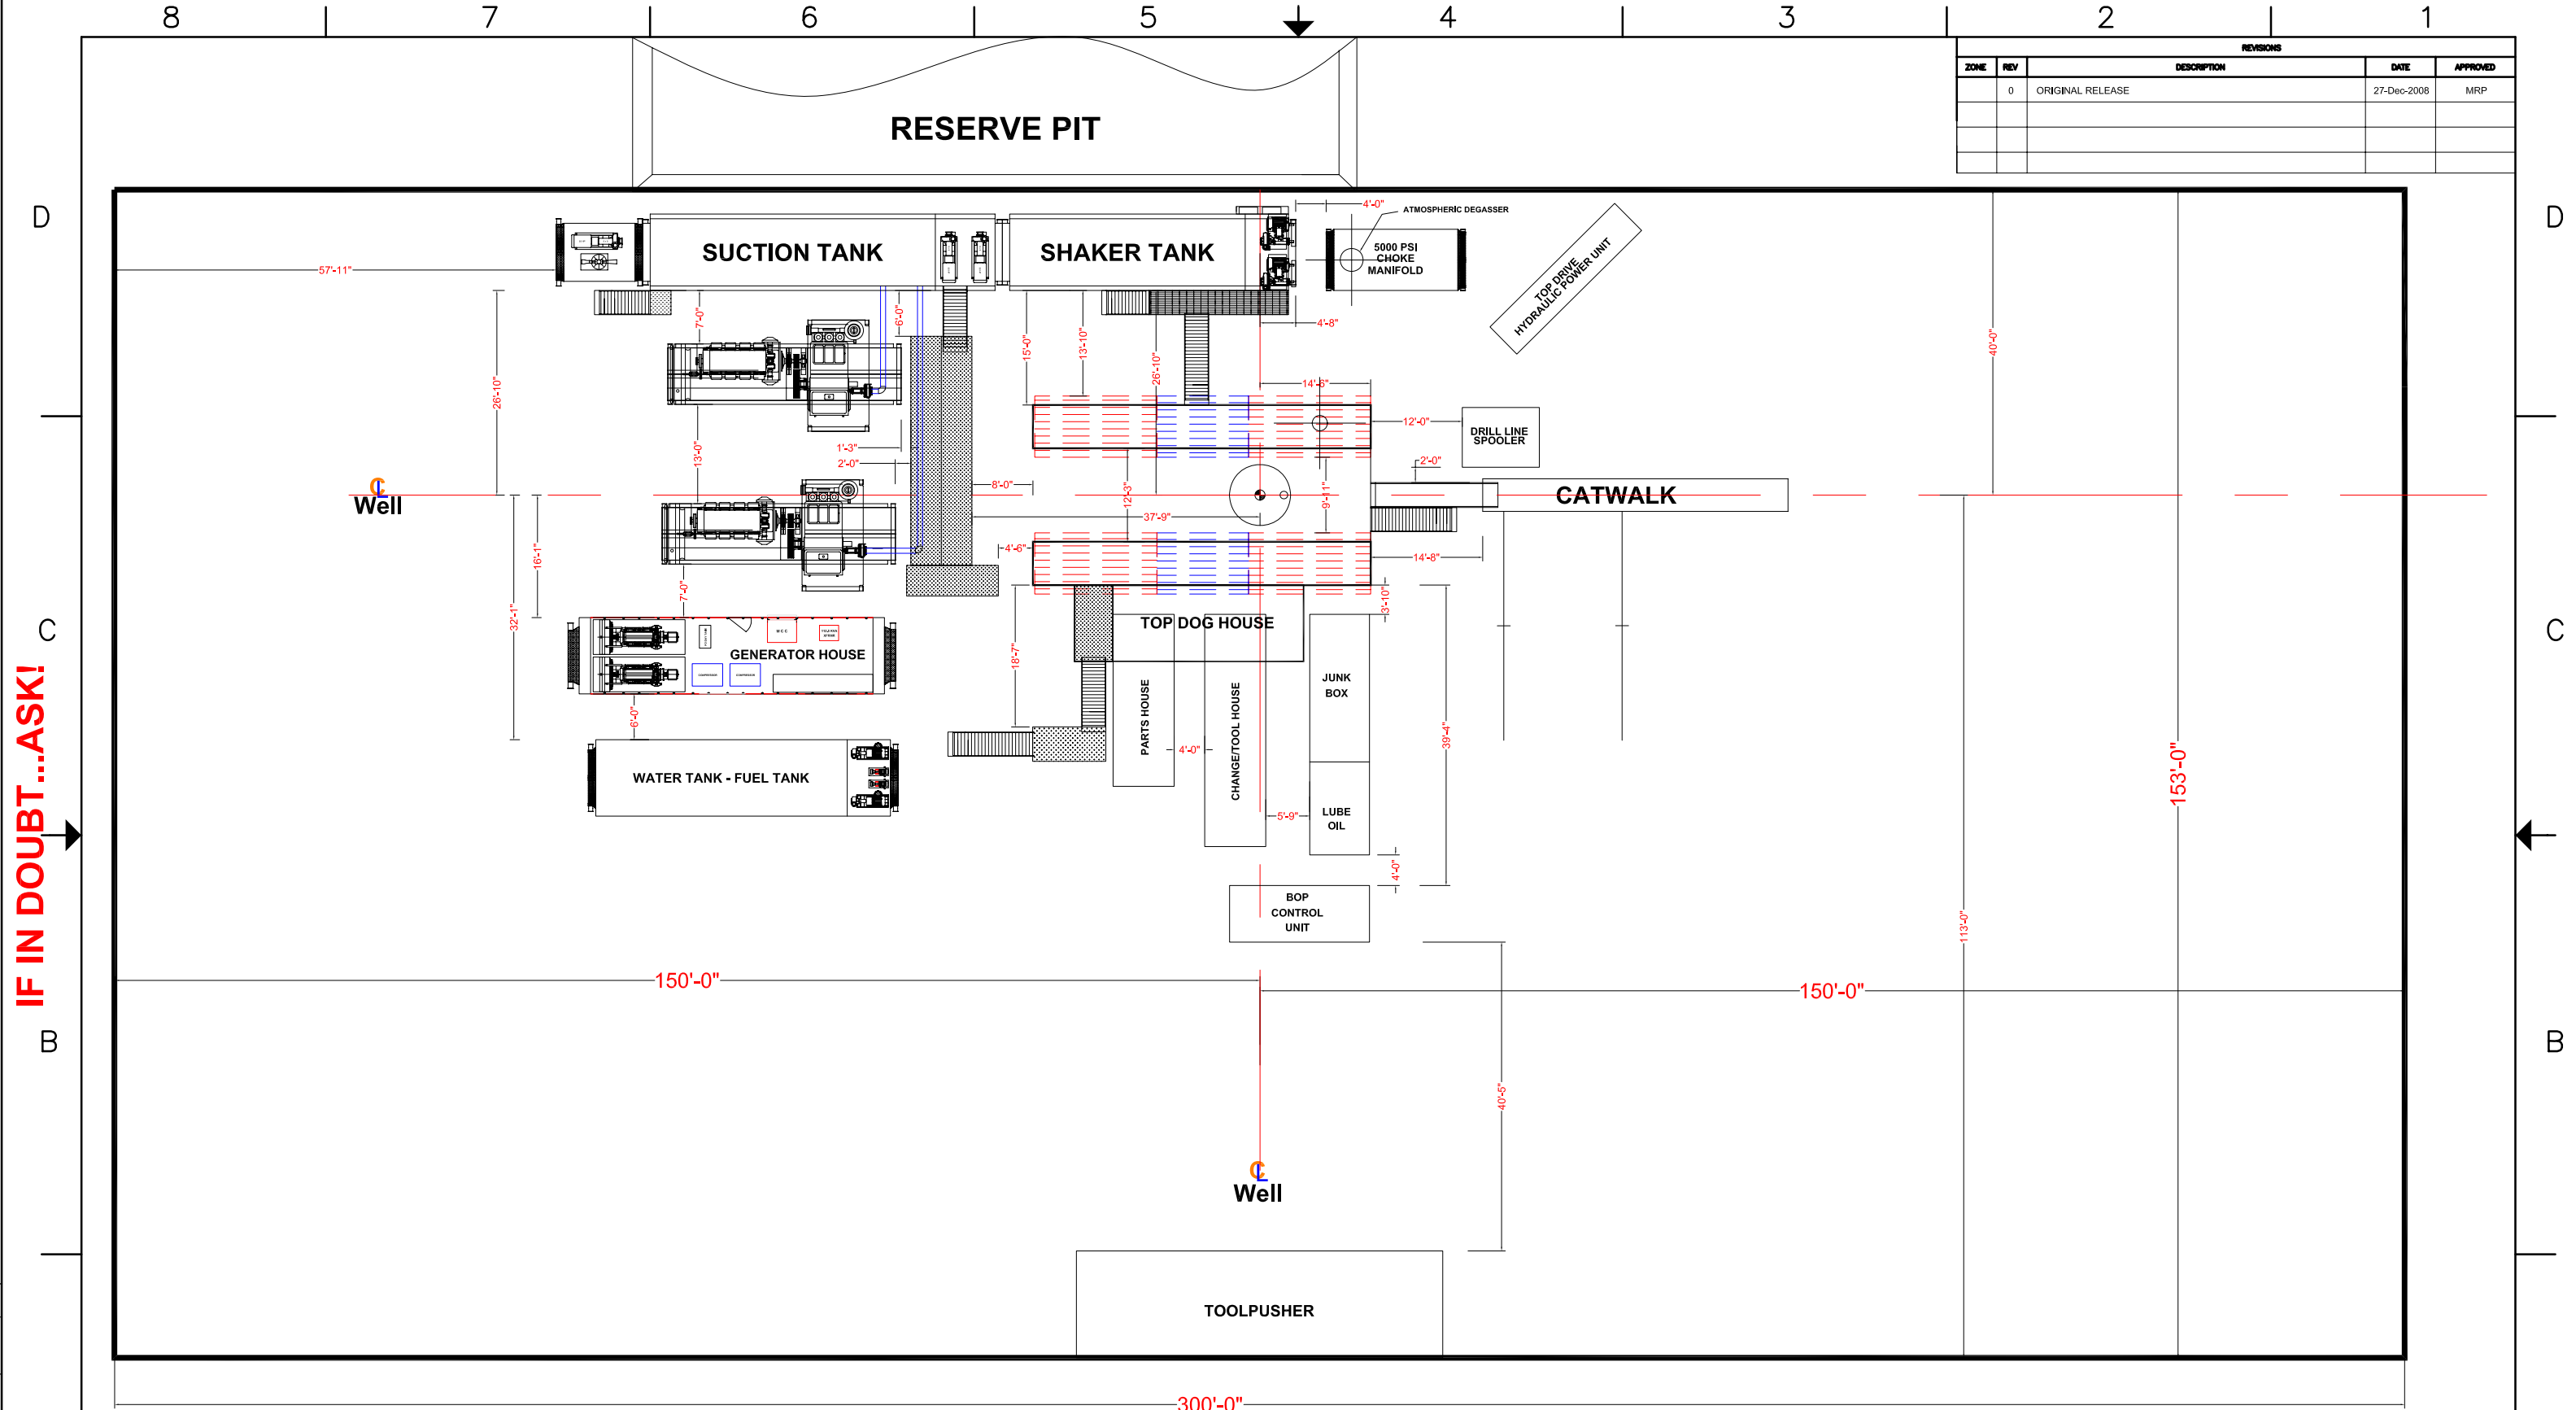 8 7 6 5 4 3 2 1
REVISIONS
ZONE REV DESCRIPTION DATE APPROVED
0 ORIGINAL RELEASE 27-Dec-2008 MRP
RESERVE PIT
D D
SUCTION TANK
SHAKER TANK
4'-0"
ATMOSPHERIC DEGASSER
5000 PSI
CHOKE
MANIFOLD
TOP DRIVE
HYDRAULIC POWER UNIT
57'-11"
7'-0"
6'-0"
4'-8"
15'-0"
13'-10"
26'-10"
26'-10"
40'-0"
14'-6"
12'-0"
DRILL LINE
SPOOLER
13'-0"
1'-3"
2'-0"
2'-0"
CL
Well
8'-0"
12'-3"
9'-11"
CATWALK
37'-9"
16'-1"
4'-6"
14'-8"
32'-1"
7'-0"
3'-10"
C C
TOP DOG HOUSE
M C C
GENERATOR HOUSE
18'-7"
JUNK
BOX
PARTS HOUSE
CHANGE/TOOL HOUSE
6'-0"
4'-0"
39'-4"
153'-0"
WATER TANK - FUEL TANK
5'-9"
LUBE
OIL
4'-0"
IF IN DOUBT...ASK!
BOP
CONTROL
UNIT
113'-0"
150'-0"
150'-0"
B B
40'-5"
CL
Well
TOOLPUSHER
300'-0"